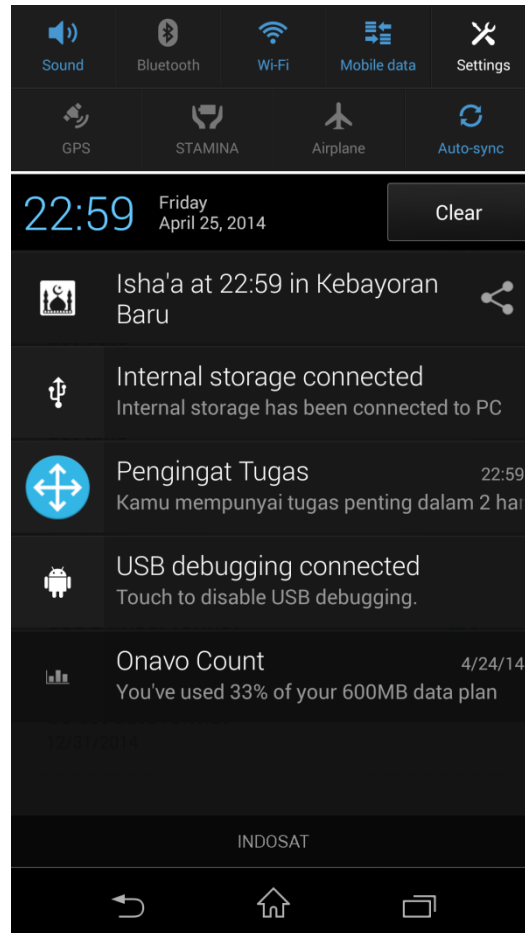 Sound Bluetooth Wi-Fi Mobile data Settings
GPS STAMINA Airplane Auto-sync
22:59 Friday
April 25, 2014
Clear
Isha'a at 22:59 in Kebayoran
Baru
Internal storage connected
Internal storage has been connected to PC
Pengingat Tugas 22:59
Kamu mempunyai tugas penting dalam 2 har
USB debugging connected
Touch to disable USB debugging.
Onavo Count 4/24/14
You've used 33% of your 600MB data plan
12/31/2014
INDOSAT